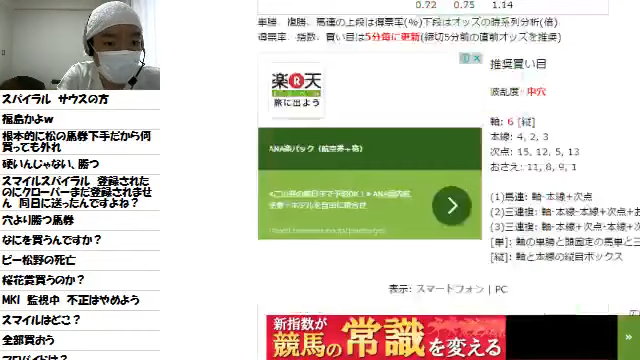 0.72 0.75 1.14
単勝、複勝、馬連の上段は得票率(%)下段はオッズの時系列分析(倍)
得票率、指数、買い目は5分毎に更新(締切5分前の直前オッズを推奨)
スパイラル サウスの方
福島かよw
根本的に松の馬券下手だから何買っても外れ
硬いんじゃない、勝つ
スマイルスパイラル 登録されたのにクローバーまだ登録されません 同日に送ったんですよね?
穴より勝つ馬券
なにを買うんですか?
ピー松野の死亡
桜花賞買うのか?
MKI 監視中 不正はやめよう
スマイルはどこ?
全部買おう
楽天
旅に出よう
ANA楽パック(航空券+宿)
推奨買い目
波乱度: 中穴
軸: 6 [縦]
本線: 4, 2, 3
次点: 15, 12, 5, 13
おさえ: 11, 8, 9, 1
(1)馬連: 軸-本線+次点
(2)三連複: 軸-本線-本線+次点+お
(3)三連複: 軸-本線+次点-本線+次
[単]: 軸の単勝と頭固定の馬単と三
[縦]: 軸と本線の縦目ボックス
表示: スマートフォン | PC
新指数が
競馬の常識を変える